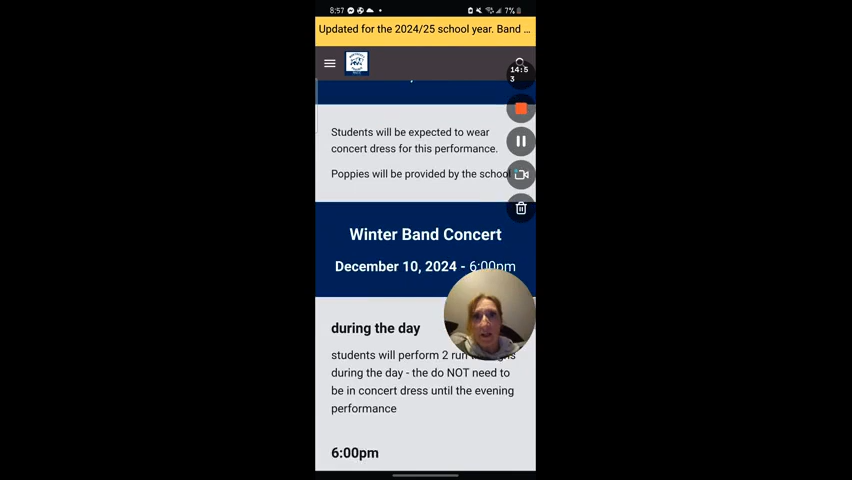 8:57
7%
Updated for the 2024/25 school year. Band ...
14:5
3
Students will be expected to wear
concert dress for this performance.
Poppies will be provided by the school
Winter Band Concert
December 10, 2024 - 6:00pm
during the day
students will perform 2 run
during the day - the do NOT need to
be in concert dress until the evening
performance
6:00pm